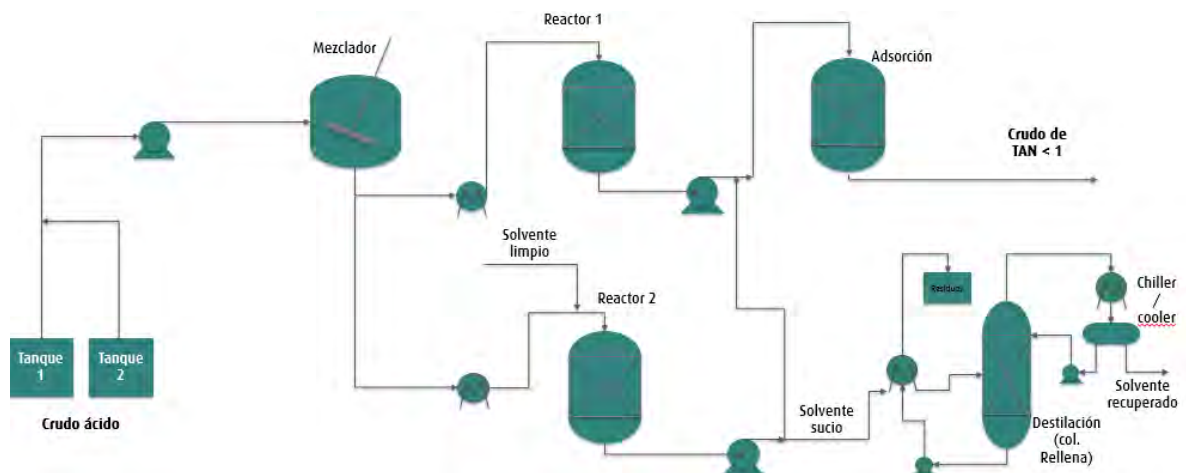 Reactor 1
Mezclador
Adsorción
Crudo de
TAN < 1
Solvente
limpio
Reactor 2
Residuos
Chiller
/
cooler
Tanque
1
Tanque
2
Crudo ácido
Solvente
sucio
Solvente
recuperado
Destilación
(col.
Rellena)